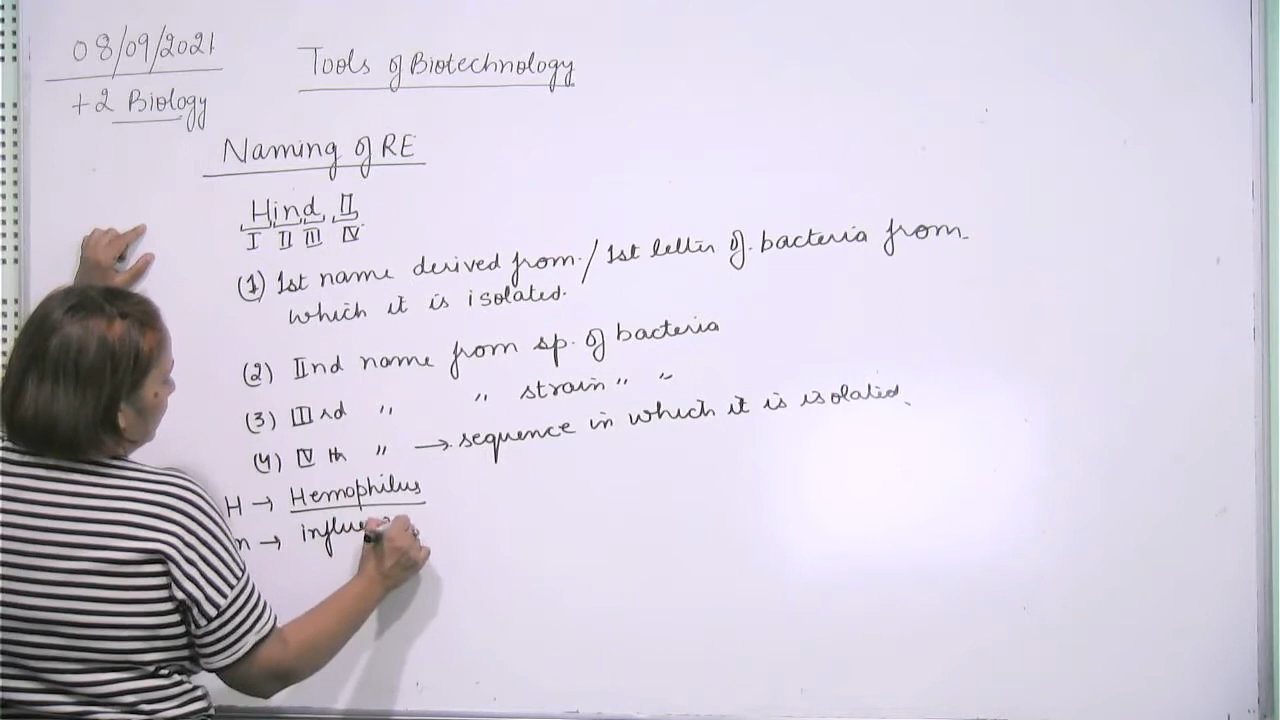 08/09/2021
+2 Biology
Tools of Biotechnology
Naming of RE
Hind II
I II III IV
(1) 1st name derived from / 1st letter of bacteria from
which it is isolated.
(2) IInd name from sp. of bacteria
(3) IIIrd " " strain " "
(4) IVth " → sequence in which it is isolated.
H → Hemophilus
n → influe